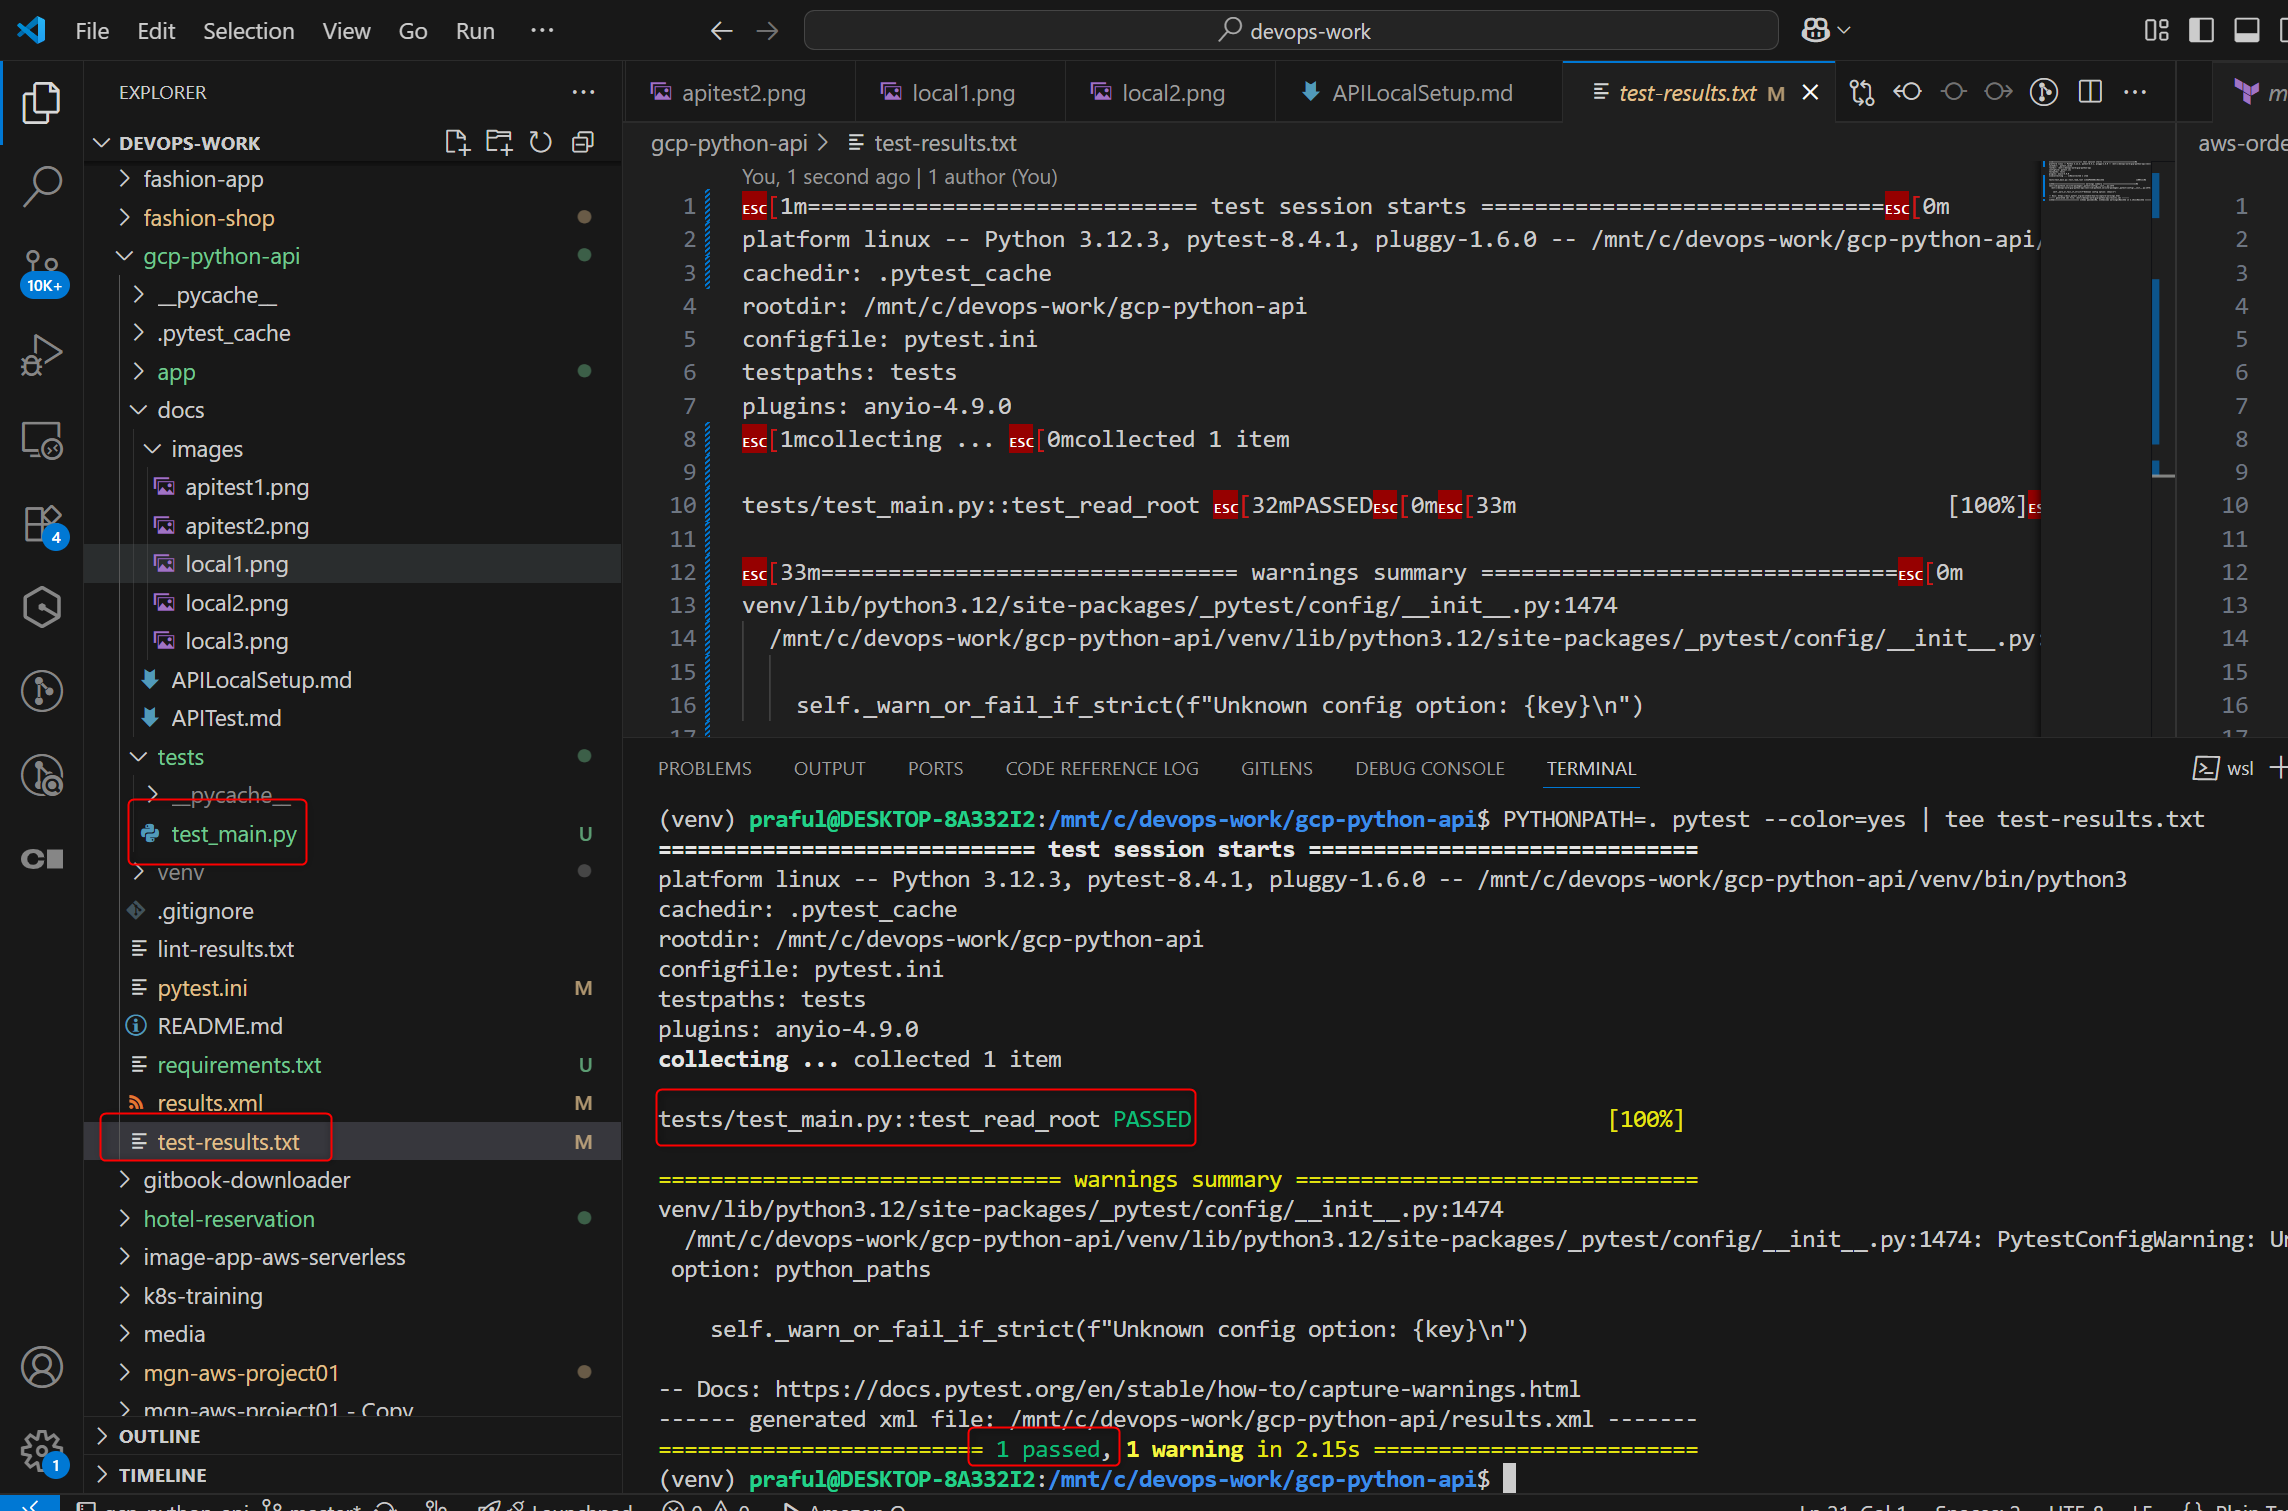 File Edit Selection View Go Run ...
devops-work
EXPLORER
DEVOPS-WORK
fashion-app
fashion-shop
gcp-python-api
__pycache__
.pytest_cache
app
docs
images
apitest1.png
apitest2.png
local1.png
local2.png
local3.png
APILocalSetup.md
APITest.md
tests
__pycache__
test_main.py U
venv
.gitignore
lint-results.txt
pytest.ini M
README.md
requirements.txt U
results.xml M
test-results.txt M
gitbook-downloader
hotel-reservation
image-app-aws-serverless
k8s-training
media
mgn-aws-project01
mgn-aws-project01 - Copy
OUTLINE
TIMELINE
10K+
4
1
apitest2.png local1.png local2.png APILocalSetup.md test-results.txt M
gcp-python-api > test-results.txt
You, 1 second ago | 1 author (You)
1 ESC[1m============================= test session starts ==============================ESC[0m
2 platform linux -- Python 3.12.3, pytest-8.4.1, pluggy-1.6.0 -- /mnt/c/devops-work/gcp-python-api/
3 cachedir: .pytest_cache
4 rootdir: /mnt/c/devops-work/gcp-python-api
5 configfile: pytest.ini
6 testpaths: tests
7 plugins: anyio-4.9.0
8 ESC[1mcollecting ... ESC[0mcollected 1 item
9
10 tests/test_main.py::test_read_root ESC[32mPASSEDESC[0mESC[33m [100%]
11
12 ESC[33m=============================== warnings summary ===============================ESC[0m
13 venv/lib/python3.12/site-packages/_pytest/config/__init__.py:1474
14 /mnt/c/devops-work/gcp-python-api/venv/lib/python3.12/site-packages/_pytest/config/__init__.py:
15
16 self._warn_or_fail_if_strict(f"Unknown config option: {key}\n")
17
aws-orde
1
2
3
4
5
6
7
8
9
10
11
12
13
14
15
16
17
PROBLEMS OUTPUT PORTS CODE REFERENCE LOG GITLENS DEBUG CONSOLE TERMINAL
wsl
(venv) praful@DESKTOP-8A332I2:/mnt/c/devops-work/gcp-python-api$ PYTHONPATH=. pytest --color=yes | tee test-results.txt
============================= test session starts ==============================
platform linux -- Python 3.12.3, pytest-8.4.1, pluggy-1.6.0 -- /mnt/c/devops-work/gcp-python-api/venv/bin/python3
cachedir: .pytest_cache
rootdir: /mnt/c/devops-work/gcp-python-api
configfile: pytest.ini
testpaths: tests
plugins: anyio-4.9.0
collecting ... collected 1 item
tests/test_main.py::test_read_root PASSED [100%]
=============================== warnings summary ===============================
venv/lib/python3.12/site-packages/_pytest/config/__init__.py:1474
/mnt/c/devops-work/gcp-python-api/venv/lib/python3.12/site-packages/_pytest/config/__init__.py:1474: PytestConfigWarning: Un
option: python_paths
self._warn_or_fail_if_strict(f"Unknown config option: {key}\n")
-- Docs: https://docs.pytest.org/en/stable/how-to/capture-warnings.html
------ generated xml file: /mnt/c/devops-work/gcp-python-api/results.xml -------
========================= 1 passed, 1 warning in 2.15s =========================
(venv) praful@DESKTOP-8A332I2:/mnt/c/devops-work/gcp-python-api$